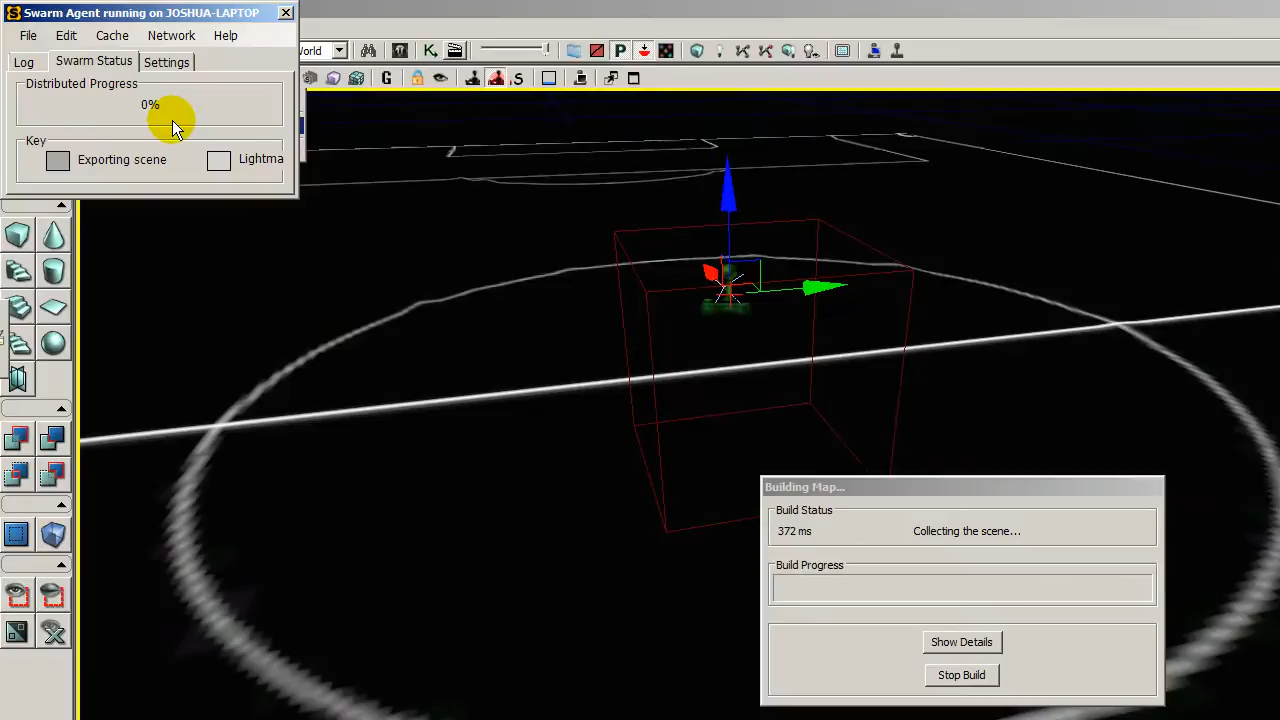 Swarm Agent running on JOSHUA-LAPTOP
File Edit Cache Network Help
Log Swarm Status Settings
Distributed Progress
0%
Key
Exporting scene
World
K P
G S
Building Map...
Build Status
372 ms Collecting the scene...
Build Progress
Show Details
Stop Build